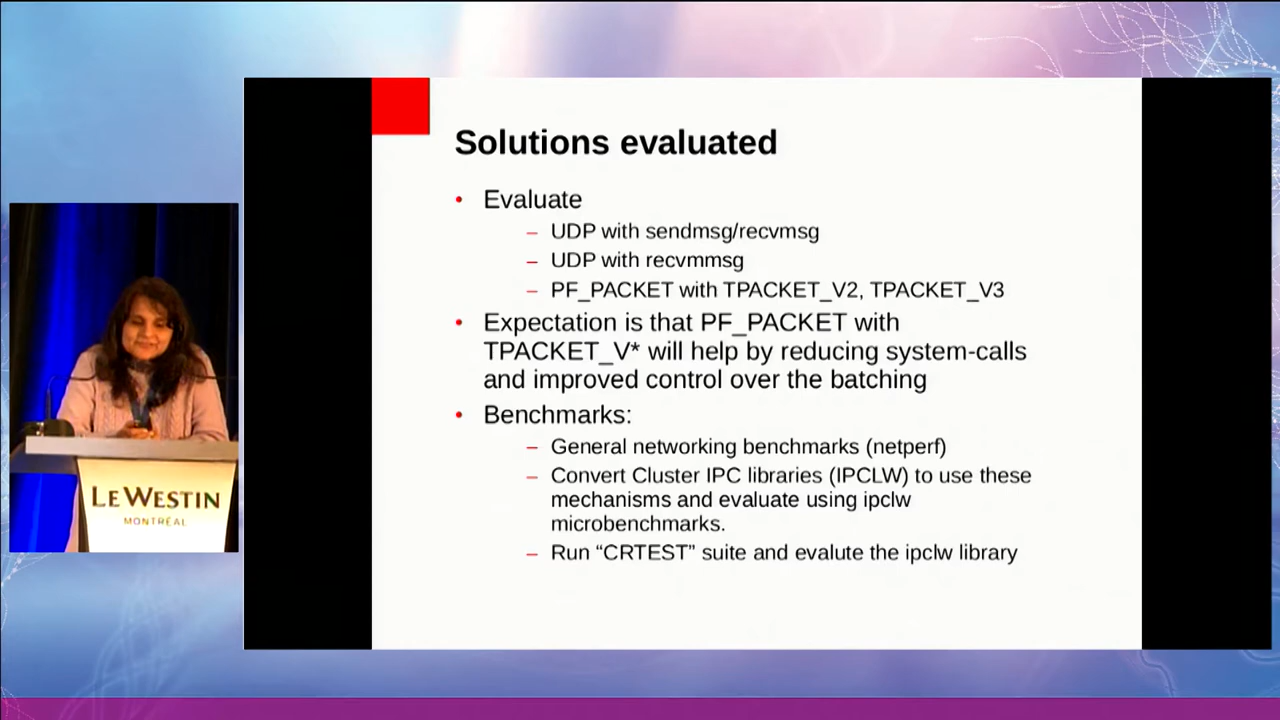 Solutions evaluated
• Evaluate
– UDP with sendmsg/recvmsg
– UDP with recvmmsg
– PF_PACKET with TPACKET_V2, TPACKET_V3
• Expectation is that PF_PACKET with
TPACKET_V* will help by reducing system-calls
and improved control over the batching
• Benchmarks:
– General networking benchmarks (netperf)
– Convert Cluster IPC libraries (IPCLW) to use these
mechanisms and evaluate using ipclw
microbenchmarks.
– Run “CRTEST” suite and evalute the ipclw library
LE WESTIN
MONTRÉAL